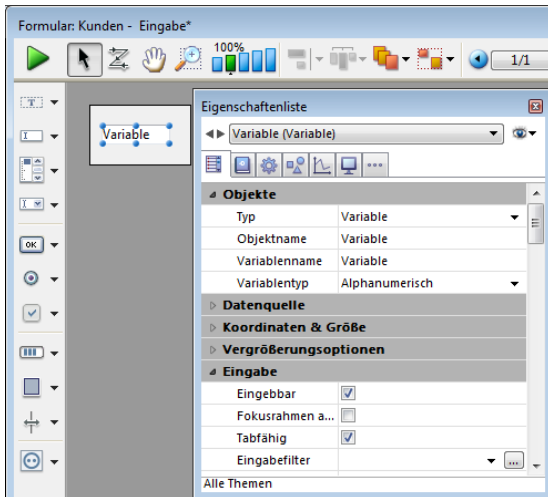 Formular: Kunden - Eingabe*
100%
1/1
T
I
I
OK
Variable
Eigenschaftenliste
Variable (Variable)
Objekte
Typ Variable
Objektname Variable
Variablenname Variable
Variablentyp Alphanumerisch
Datenquelle
Koordinaten & Größe
Vergrößerungsoptionen
Eingabe
Eingebbar
Fokusrahmen a...
Tabfähig
Eingabefilter ...
Alle Themen